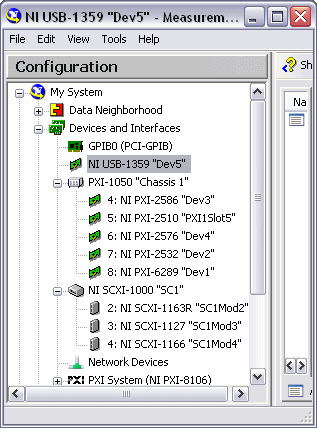 NI USB-1359 "Dev5" - Measurem...
File Edit View Tools Help
Configuration
Sh
My System
Na
Data Neighborhood
Devices and Interfaces
GPIB0 (PCI-GPIB)
NI USB-1359 "Dev5"
PXI-1050 "Chassis 1"
4: NI PXI-2586 "Dev3"
5: NI PXI-2510 "PXI1Slot5"
6: NI PXI-2576 "Dev4"
7: NI PXI-2532 "Dev2"
8: NI PXI-6289 "Dev1"
NI SCXI-1000 "SC1"
2: NI SCXI-1163R "SC1Mod2"
3: NI SCXI-1127 "SC1Mod3"
4: NI SCXI-1166 "SC1Mod4"
Network Devices
PXI PXI System (NI PXI-8106)